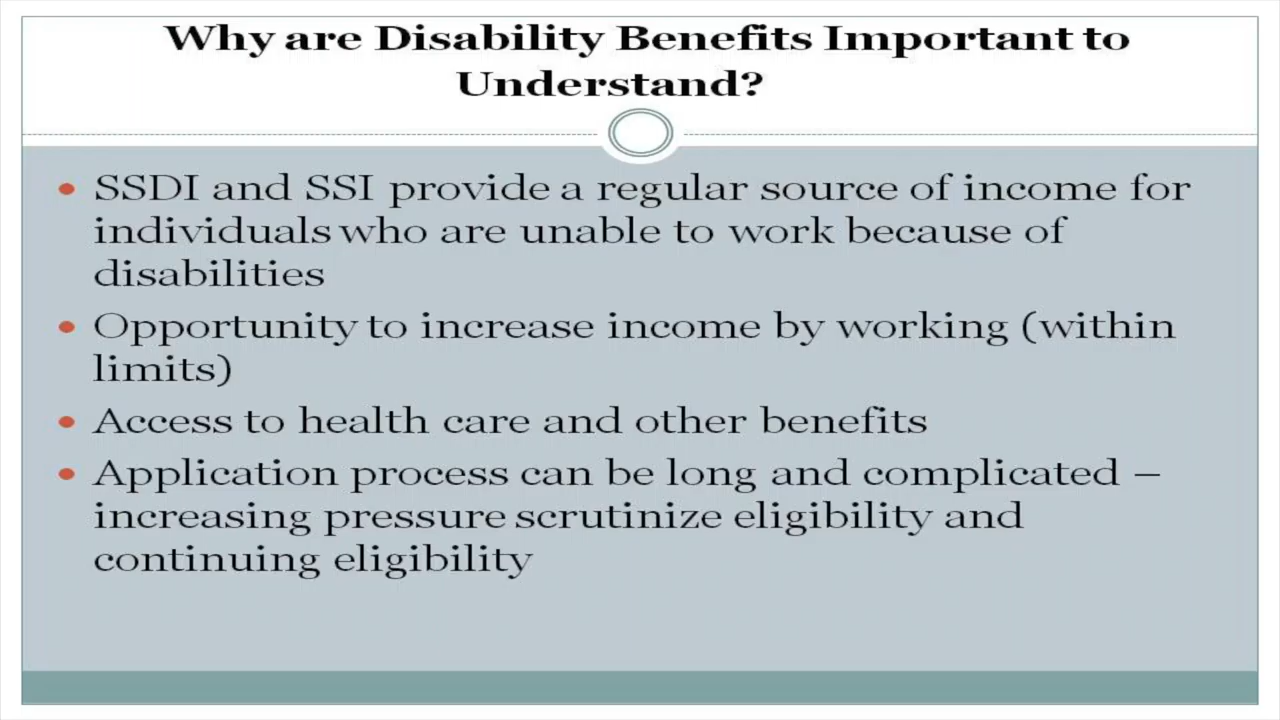 Why are Disability Benefits Important to
Understand?
• SSDI and SSI provide a regular source of income for
individuals who are unable to work because of
disabilities
• Opportunity to increase income by working (within
limits)
• Access to health care and other benefits
• Application process can be long and complicated –
increasing pressure scrutinize eligibility and
continuing eligibility